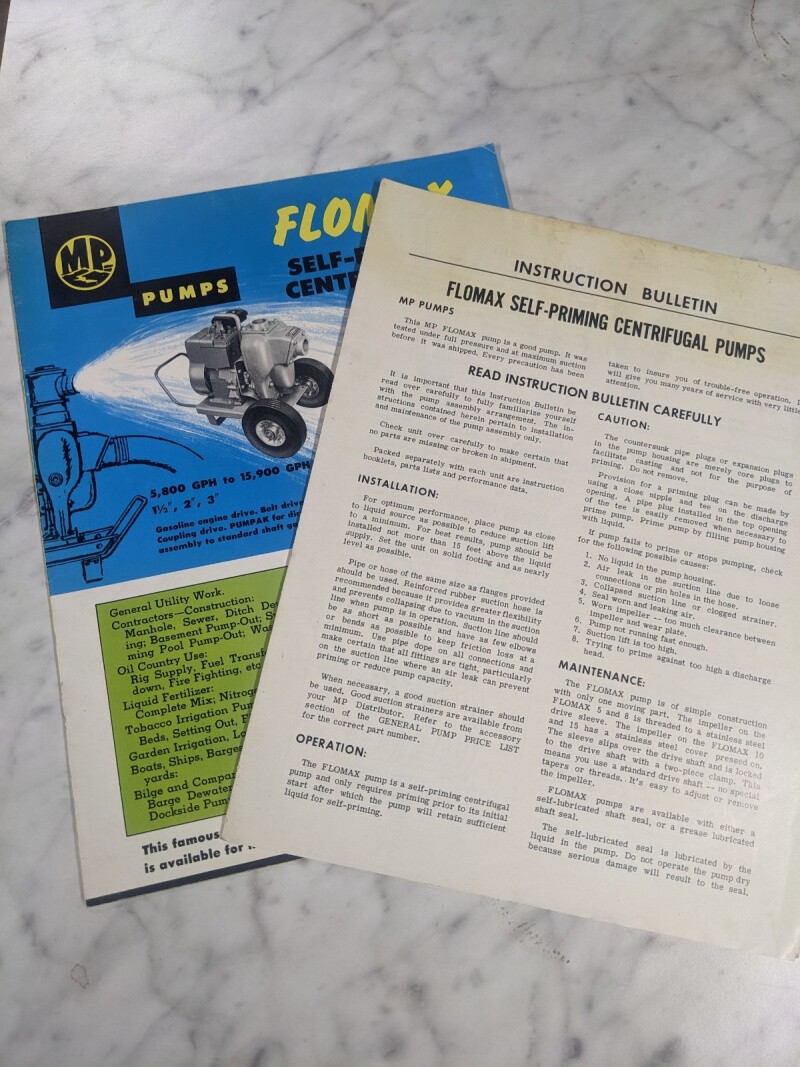 MP
PUMPS
FLOMAX
SELF-
CENT
5,800 GPH to 15,900 GPH
1½", 2", 3"
Gasoline engine drive. Belt drive
Coupling drive. PUMPAK for di
assembly to standard shaft ga
General Utility Work.
Contractors—Construction:
Manhole, Sewer, Ditch De
ing; Basement Pump-Out; S
ming Pool Pump-Out; Was
Oil Country Use:
Rig Supply, Fuel Transf
down, Fire Fighting, etc
Liquid Fertilizer:
Complete Mix; Nitroge
Tobacco Irrigation Pum
Beds, Setting Out, B
Garden Irrigation, La
Boats, Ships, Barges
yards:
Bilge and Compar
Barge Dewater
Dockside Pum
This famous
is available for
INSTRUCTION BULLETIN
FLOMAX SELF-PRIMING CENTRIFUGAL PUMPS
MP PUMPS
This MP FLOMAX pump is a good pump. It was
tested under full pressure and at maximum suction
before it was shipped. Every precaution has been
taken to insure you of trouble-free operation. I
will give you many years of service with very little
attention.
READ INSTRUCTION BULLETIN CAREFULLY
It is important that this Instruction Bulletin be
read over carefully to fully familiarize yourself
with the pump assembly arrangement. The in-
structions contained herein pertain to installation
and maintenance of the pump assembly only.
Check unit over carefully to make certain that
no parts are missing or broken in shipment.
Packed separately with each unit are instruction
booklets, parts lists and performance data.
INSTALLATION:
For optimum performance, place pump as close
to liquid source as possible to reduce suction lift
to a minimum. For best results, pump should be
installed not more than 15 feet above the liquid
supply. Set the unit on solid footing and as nearly
level as possible.
Pipe or hose of the same size as flanges provided
should be used. Reinforced rubber suction hose is
recommended because it provides greater flexibility
and prevents collapsing due to vacuum in the suction
line when pump is in operation. Suction line should
be as short as possible and have as few elbows
or bends as possible to keep friction loss at a
minimum. Use pipe dope on all connections and
make certain that all fittings are tight, particularly
on the suction line where an air leak can prevent
priming or reduce pump capacity.
When necessary, a good suction strainer should
be used. Good suction strainers are available from
your MP Distributor. Refer to the accessory
section of the GENERAL PUMP PRICE LIST
for the correct part number.
OPERATION:
The FLOMAX pump is a self-priming centrifugal
pump and only requires priming prior to its initial
start after which the pump will retain sufficient
liquid for self-priming.
CAUTION:
The countersunk pipe plugs or expansion plugs
in the pump housing are merely core plugs to
facilitate casting and not for the purpose of
priming. Do not remove.
Provision for a priming plug can be made by
using a close nipple and tee on the discharge
opening. A pipe plug installed in the top opening
of the tee is easily removed when necessary to
prime pump. Prime pump by filling pump housing
with liquid.
If pump fails to prime or stops pumping, check
for the following possible causes:
1. No liquid in the pump housing.
2. Air leak in the suction line due to loose
connections or pin holes in the hose.
3. Collapsed suction line or clogged strainer.
4. Seal worn and leaking air.
5. Worn impeller -- too much clearance between
impeller and wear plate.
6. Pump not running fast enough.
7. Suction lift is too high.
8. Trying to prime against too high a discharge
head.
MAINTENANCE:
The FLOMAX pump is of simple construction
with only one moving part. The impeller on the
FLOMAX 5 and 8 is threaded to a stainless steel
drive sleeve. The impeller on the FLOMAX 10
and 15 has a stainless steel cover pressed on.
The sleeve slips over the drive shaft and is locked
to the drive shaft with a two-piece clamp. This
means you use a standard drive shaft -- no special
tapers or threads. It's easy to adjust or remove
the impeller.
FLOMAX pumps are available with either a
self-lubricated shaft seal, or a grease lubricated
shaft seal.
The self-lubricated seal is lubricated by the
liquid in the pump. Do not operate the pump dry
because serious damage will result to the seal.